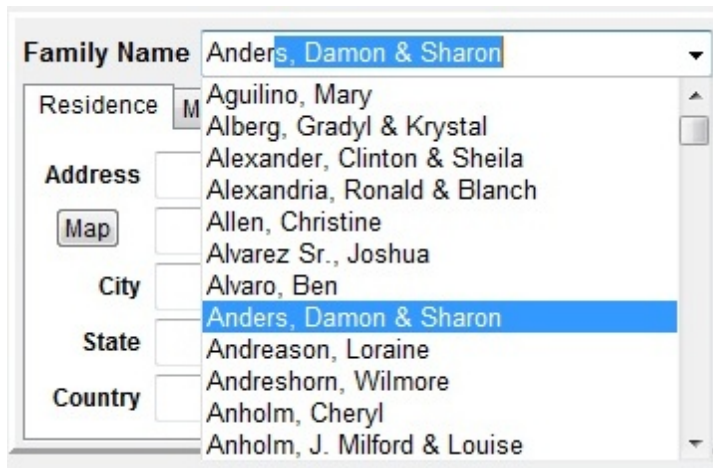 Family Name Anders, Damon & Sharon
Residence M
Aguilino, Mary
Alberg, Gradyl & Krystal
Alexander, Clinton & Sheila
Alexandria, Ronald & Blanch
Allen, Christine
Alvarez Sr., Joshua
Alvaro, Ben
Anders, Damon & Sharon
Andreason, Loraine
Andreshorn, Wilmore
Anholm, Cheryl
Anholm, J. Milford & Louise
Address
Map
City
State
Country